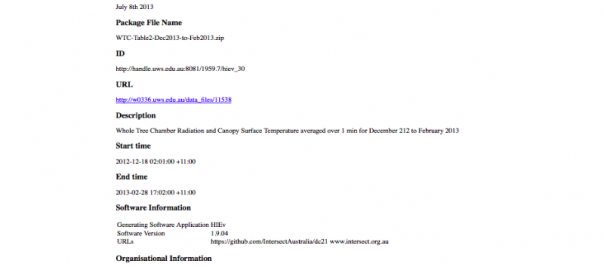 July 8th 2013
Package File Name
WTC-Table2-Dec2013-to-Feb2013.zip
ID
http://handle.uws.edu.au:8081/1959.7/hiev_30
URL
http://w0336.uws.edu.au/data_files/11538
Description
Whole Tree Chamber Radiation and Canopy Surface Temperature averaged over 1 min for December 212 to February 2013
Start time
2012-12-18 02:01:00 +11:00
End time
2013-02-28 17:02:00 +11:00
Software Information
Generating Software Application HIEv
Software Version 1.9.04
URLs https://github.com/IntersectAustralia/dc21 www.intersect.org.au
Organisational Information